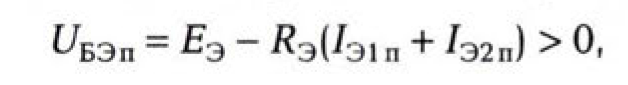 U_БЭп = E_Э − R_Э(I_Э1п + I_Э2п) > 0,